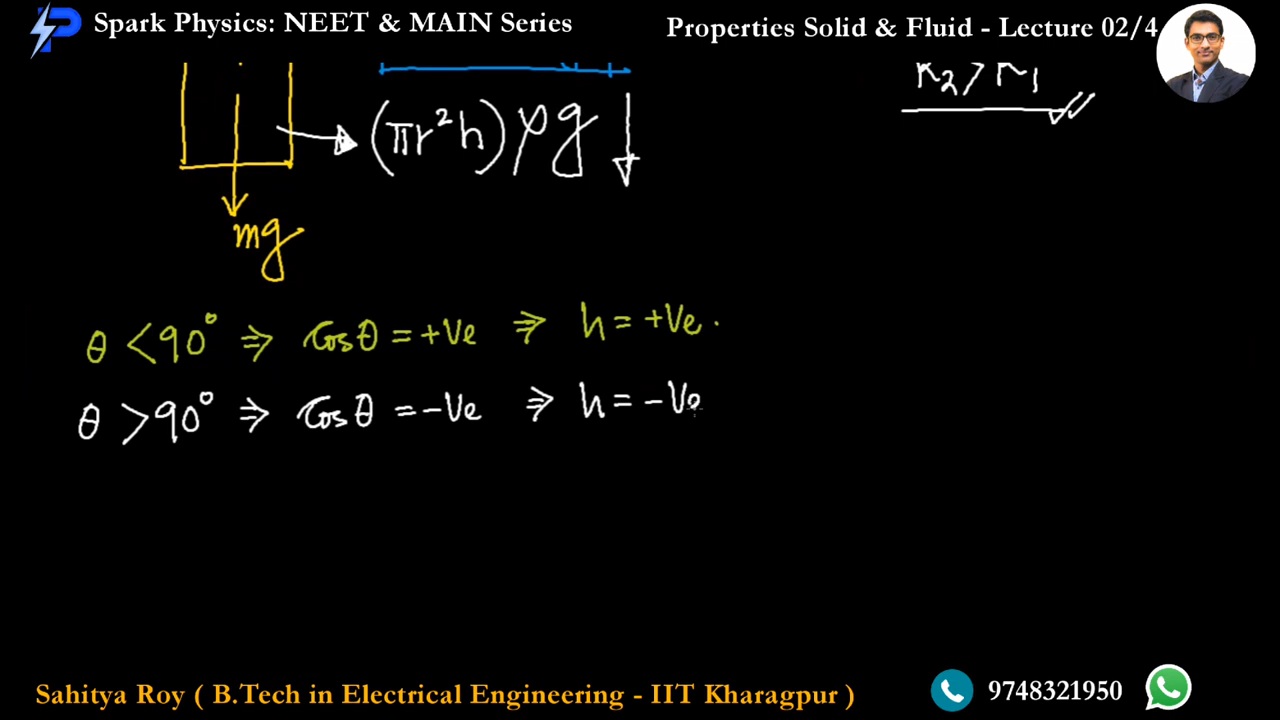 Spark Physics: NEET & MAIN Series
Properties Solid & Fluid - Lecture 02/4
r₂ > r₁
(πr²h)ρg
mg
θ < 90° ⇒ cosθ = +Ve ⇒ h = +Ve.
θ > 90° ⇒ cosθ = -Ve ⇒ h = -Ve
Sahitya Roy ( B.Tech in Electrical Engineering - IIT Kharagpur )
9748321950